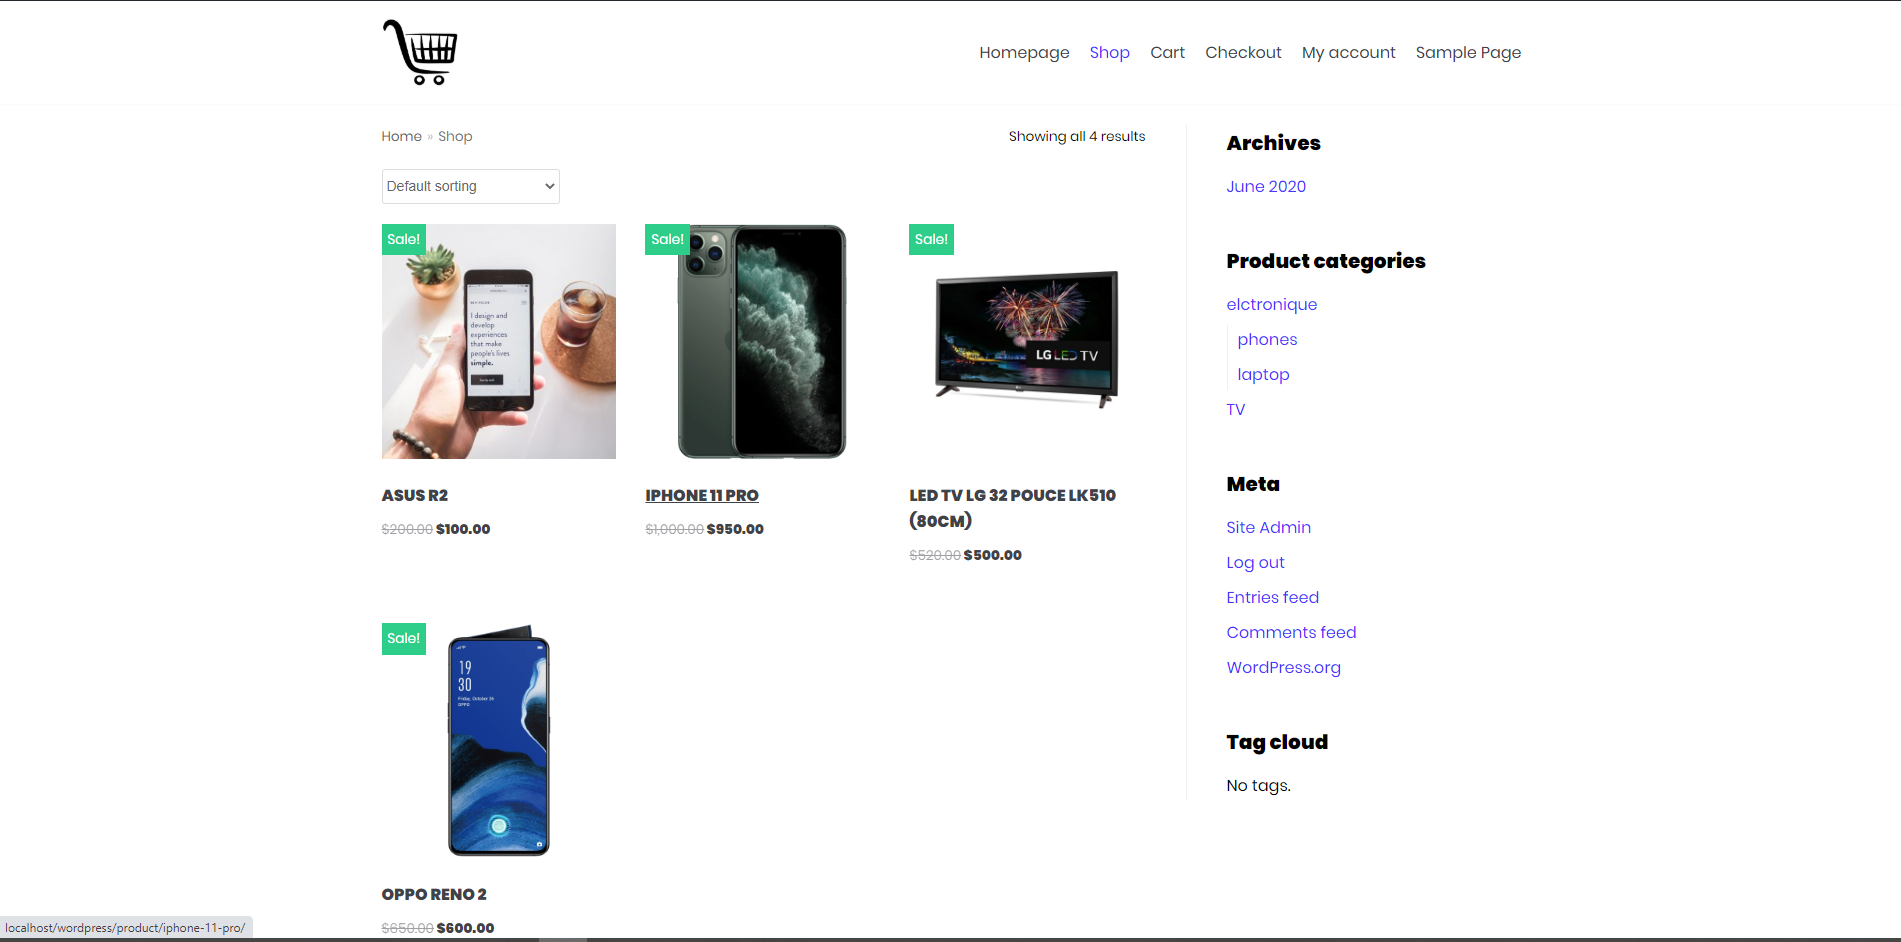 Homepage Shop Cart Checkout My account Sample Page
Home » Shop
Showing all 4 results
Default sorting
Sale!
I design and
develop
experiences
that make
people's lives
simple.
ASUS R2
$200.00 $100.00
Sale!
IPHONE 11 PRO
$1,000.00 $950.00
Sale!
LG LED TV
LED TV LG 32 POUCE LK510
(80CM)
$520.00 $500.00
Sale!
19
30
Friday, October 26
OPPO
OPPO RENO 2
$650.00 $600.00
Archives
June 2020
Product categories
elctronique
phones
laptop
TV
Meta
Site Admin
Log out
Entries feed
Comments feed
WordPress.org
Tag cloud
No tags.
localhost/wordpress/product/iphone-11-pro/